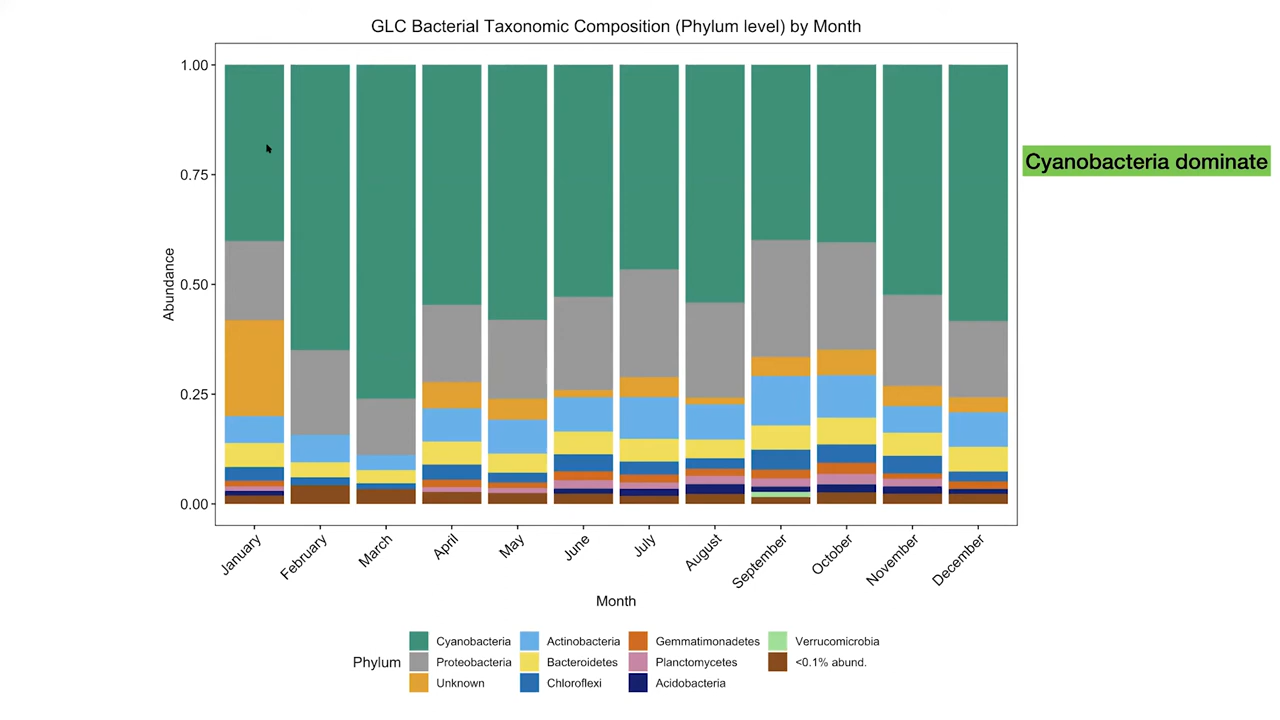 GLC Bacterial Taxonomic Composition (Phylum level) by Month
1.00
0.75
0.50
0.25
0.00
Abundance
Cyanobacteria dominate
January
February
March
April
May
June
July
August
September
October
November
December
Month
Phylum
Cyanobacteria
Proteobacteria
Unknown
Actinobacteria
Bacteroidetes
Chloroflexi
Gemmatimonadetes
Planctomycetes
Acidobacteria
Verrucomicrobia
<0.1% abund.